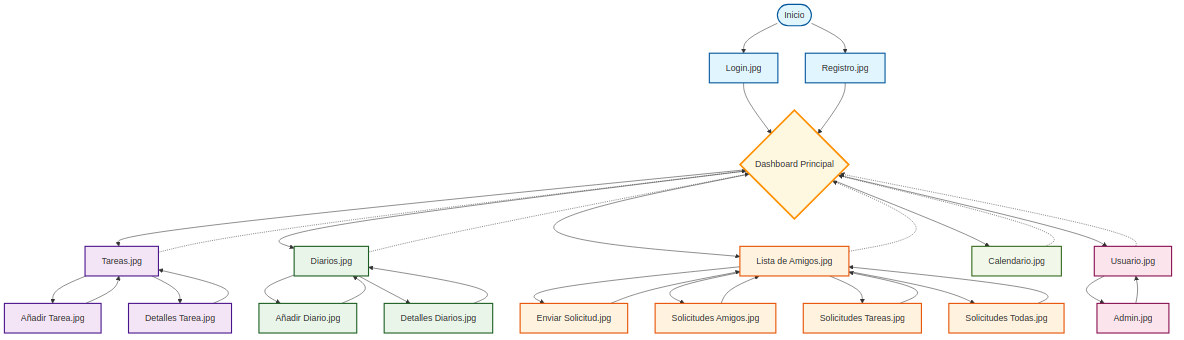 Inicio
Login.jpg
Registro.jpg
Dashboard Principal
Tareas.jpg
Diarios.jpg
Lista de Amigos.jpg
Calendario.jpg
Usuario.jpg
Añadir Tarea.jpg
Detalles Tarea.jpg
Añadir Diario.jpg
Detalles Diarios.jpg
Enviar Solicitud.jpg
Solicitudes Amigos.jpg
Solicitudes Tareas.jpg
Solicitudes Todas.jpg
Admin.jpg